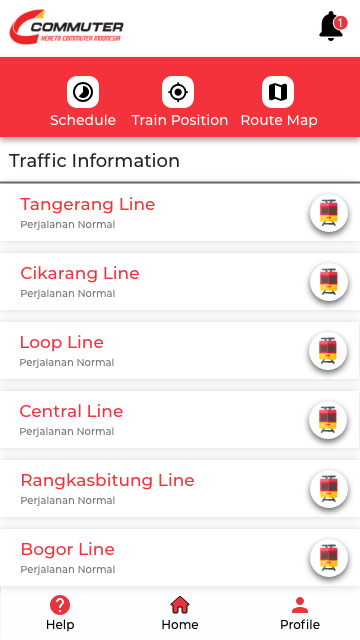 COMMUTER
KERETA COMMUTER INDONESIA
1
Schedule
Train Position
Route Map
Traffic Information
Tangerang Line
Perjalanan Normal
Cikarang Line
Perjalanan Normal
Loop Line
Perjalanan Normal
Central Line
Perjalanan Normal
Rangkasbitung Line
Perjalanan Normal
Bogor Line
Perjalanan Normal
?
Help
Home
Profile